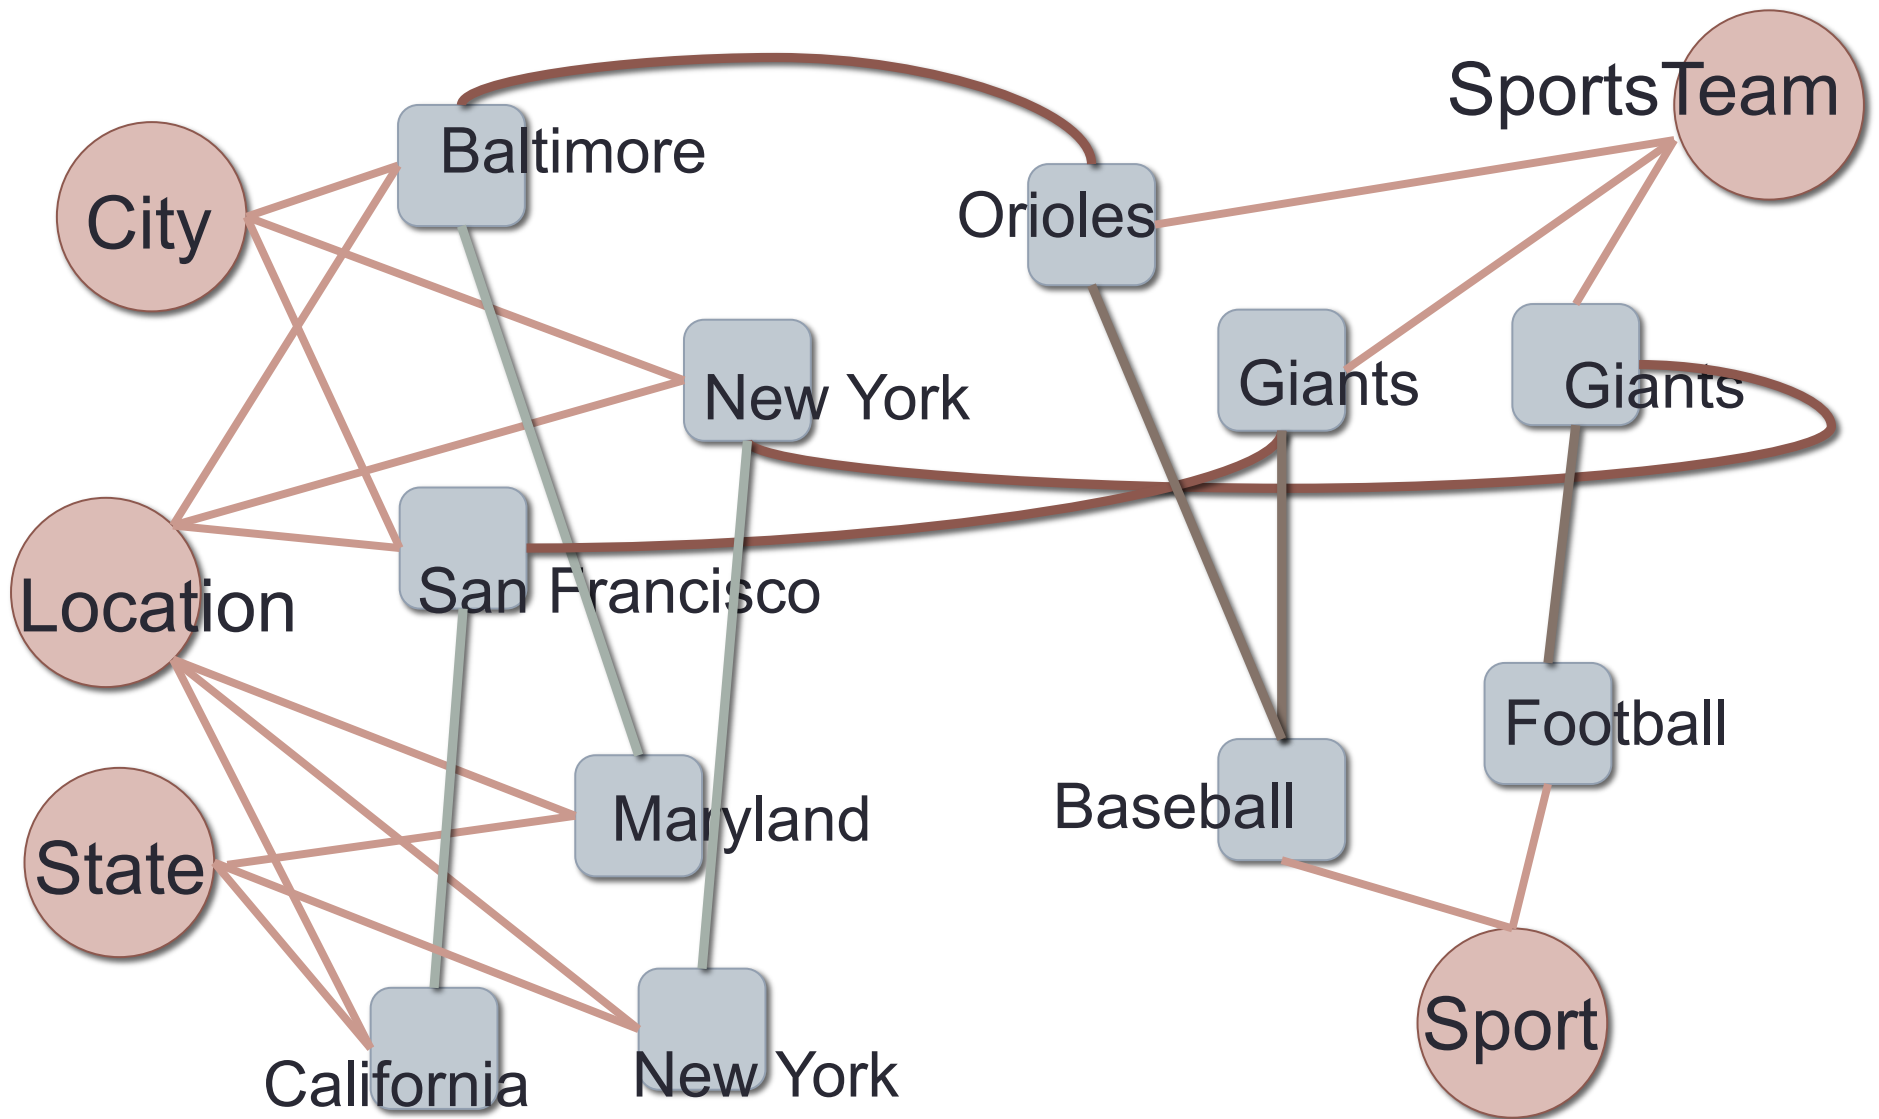 SportsTeam
Baltimore
City
Orioles
New York
Giants
Giants
San Francisco
Location
Football
Maryland
Baseball
State
Sport
California
New York